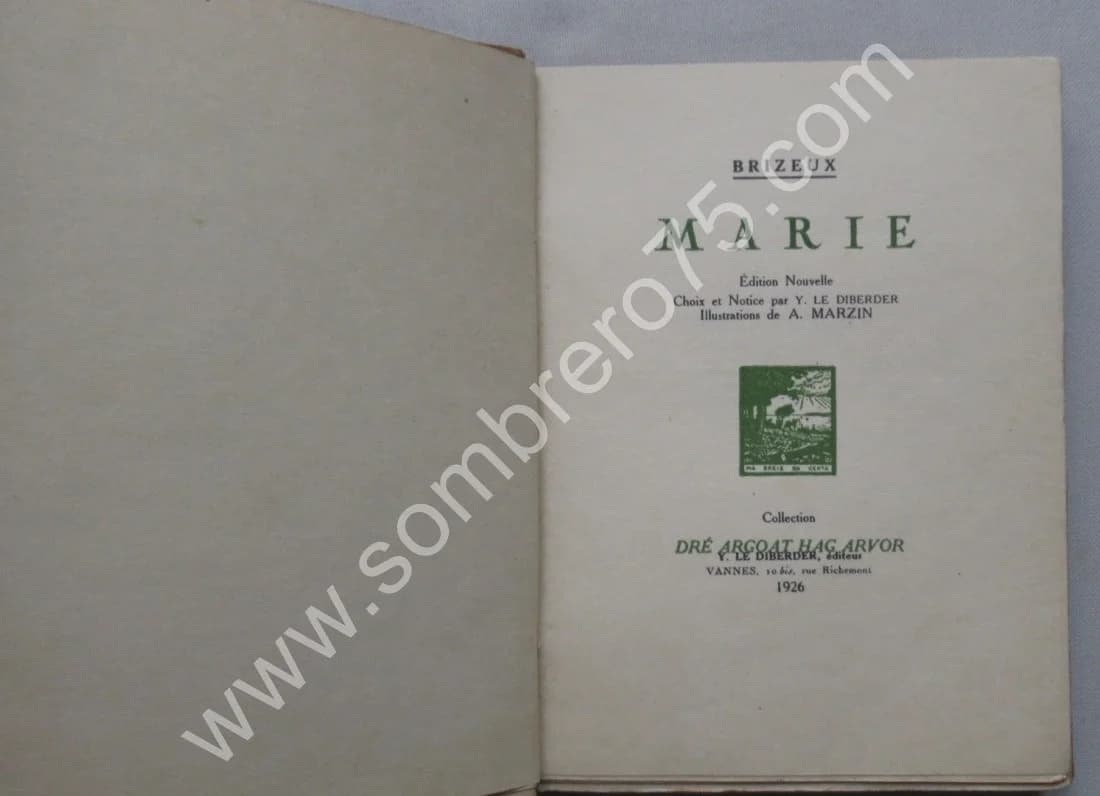 BRIZEUX
MARIE
Édition Nouvelle
Choix et Notice par Y. LE DIBERDER
Illustrations de A. MARZIN
Collection
DRÉ ARGOAT HAG ARVOR
Y. LE DIBERDER, éditeur
VANNES, 10 bis, rue Richemont
1926
www.sombrero75.com